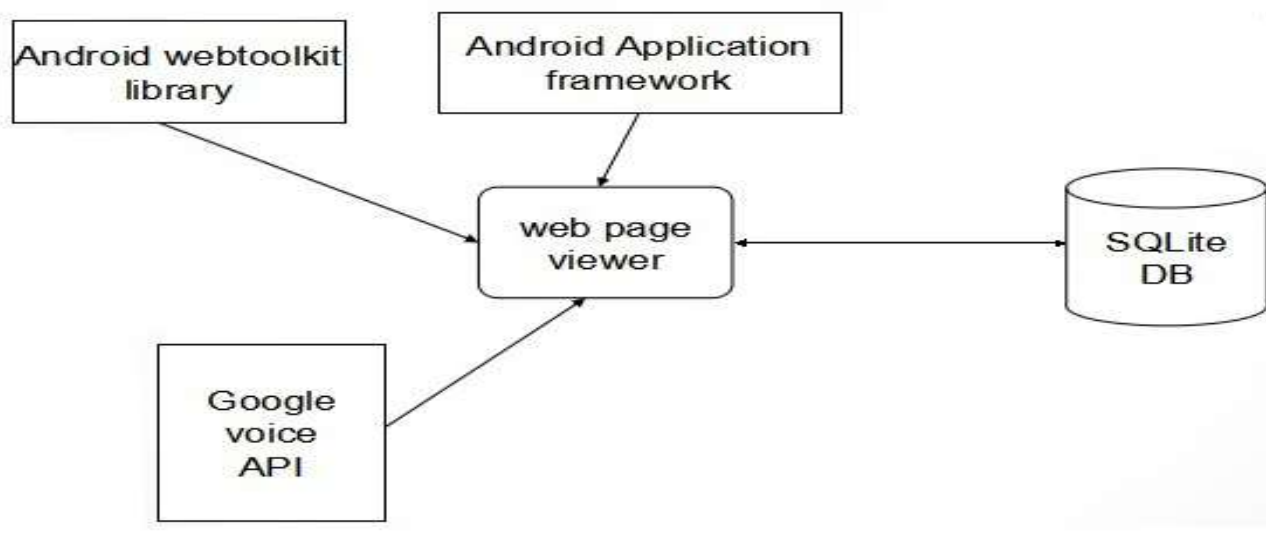 Android webtoolkit
library
Android Application
framework
web page
viewer
SQLite
DB
Google
voice
API